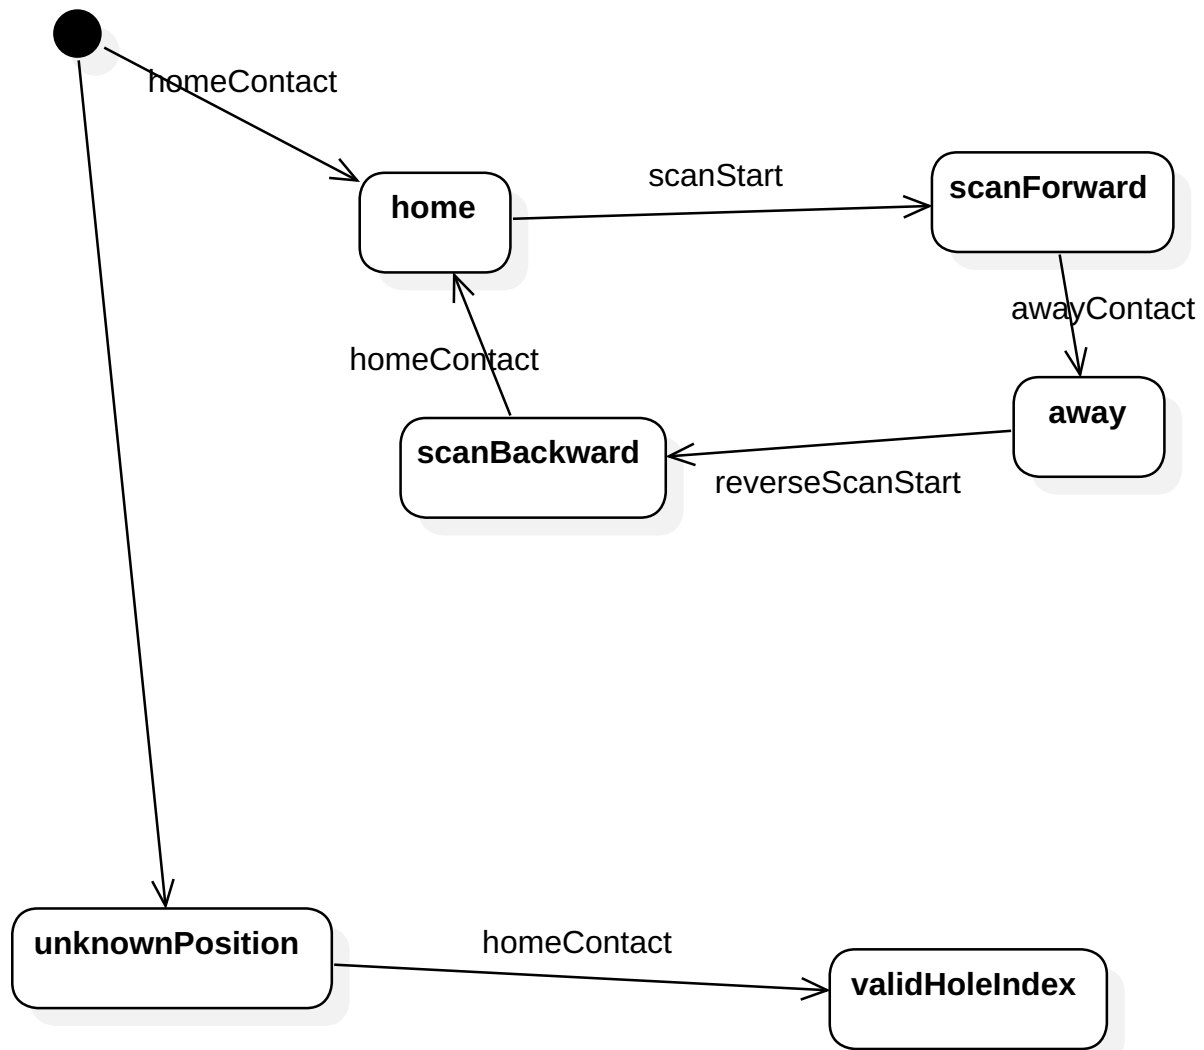 homeContact
scanStart
scanForward
home
awayContact
homeContact
away
scanBackward
reverseScanStart
unknownPosition
homeContact
validHoleIndex